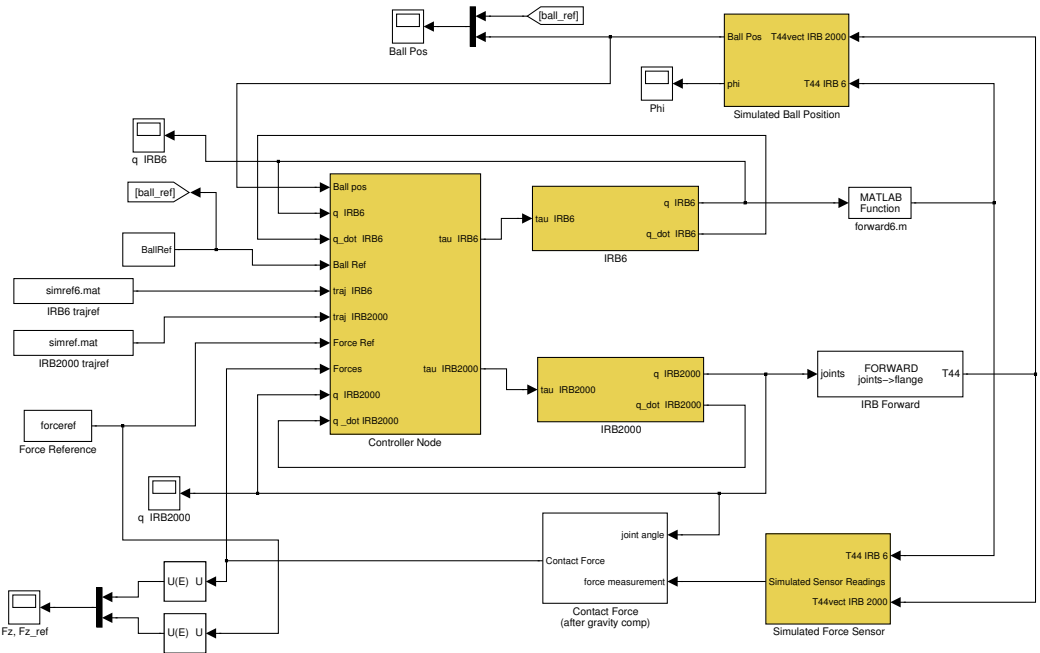 [ball_ref]
Ball Pos
Ball Pos
T44vect IRB 2000
phi
T44 IRB 6
Simulated Ball Position
Phi
q IRB6
[ball_ref]
BallRef
simref6.mat
IRB6 trajref
simref.mat
IRB2000 trajref
forceref
Force Reference
Ball pos
q IRB6
q_dot IRB6
Ball Ref
traj IRB6
traj IRB2000
Force Ref
Forces
q IRB2000
q _dot IRB2000
tau IRB6
tau IRB2000
Controller Node
tau IRB6
q IRB6
q_dot IRB6
IRB6
MATLAB
Function
forward6.m
tau IRB2000
q IRB2000
q_dot IRB2000
IRB2000
joints
FORWARD
joints->flange
T44
IRB Forward
q IRB2000
joint angle
Contact Force
force measurement
Contact Force
(after gravity comp)
T44 IRB 6
Simulated Sensor Readings
T44vect IRB 2000
Simulated Force Sensor
U(E) U
U(E) U
Fz, Fz_ref